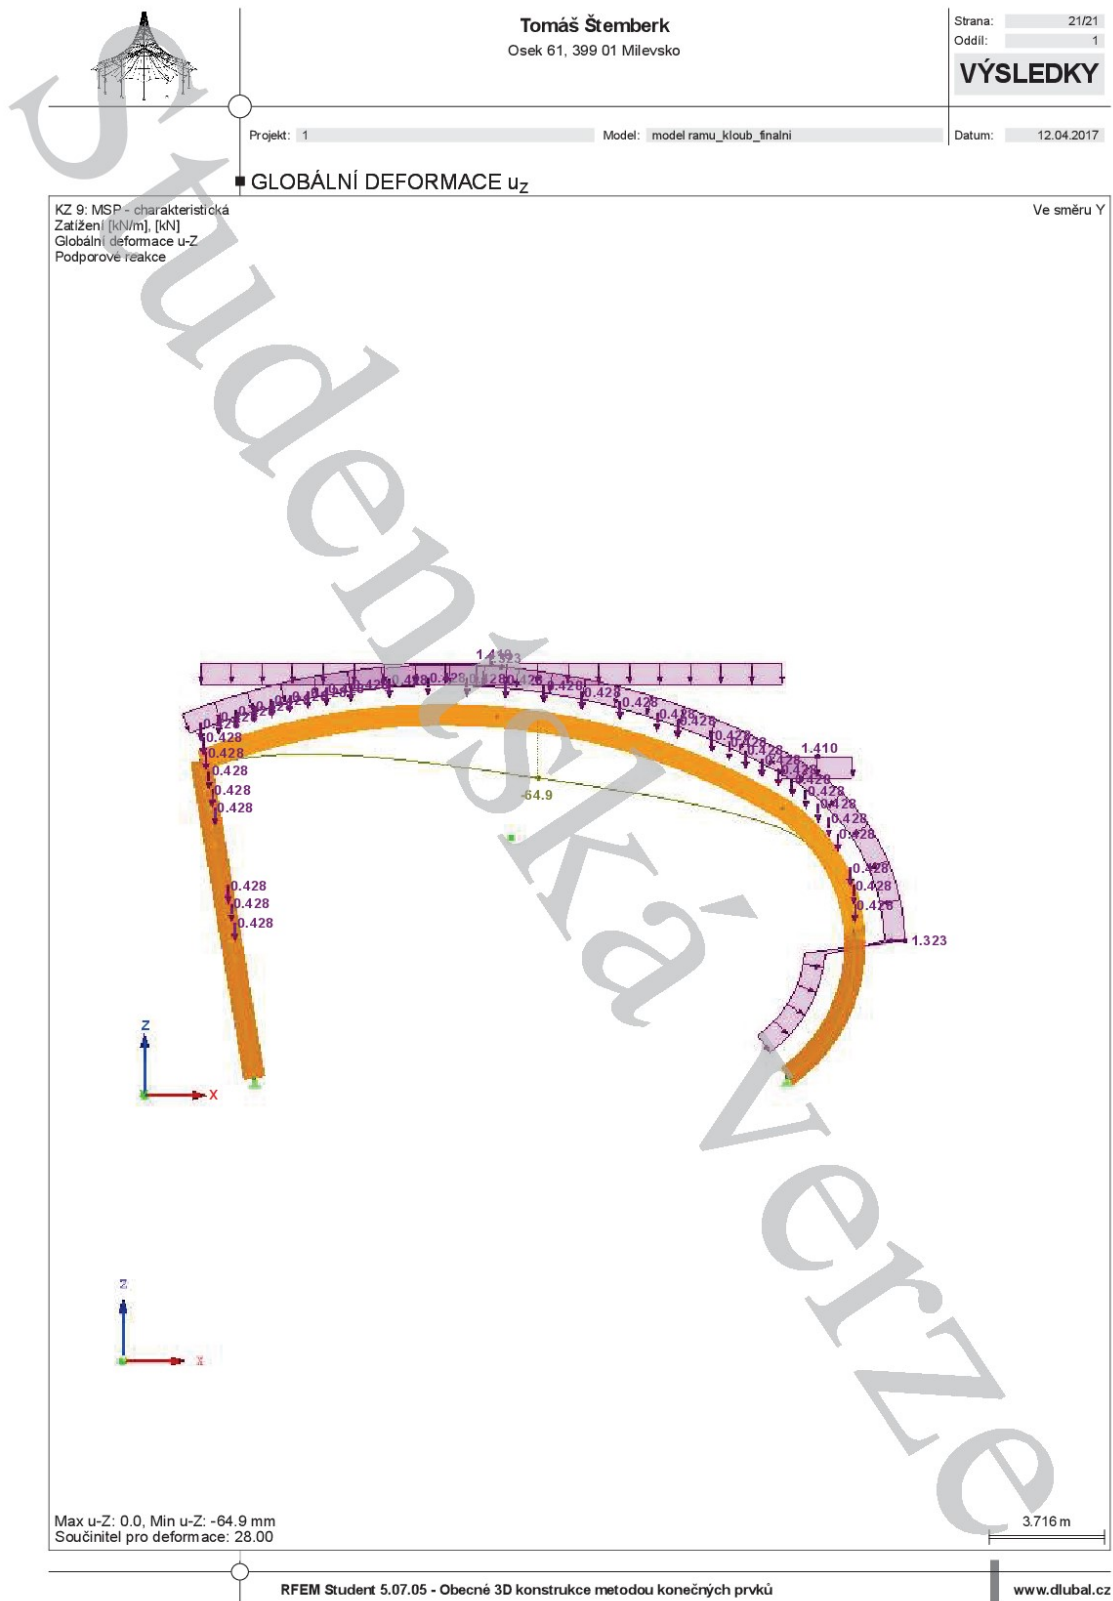 Tomáš Štemberk
Osek 61, 399 01 Milevsko
Strana: 21/21
Oddíl: 1
VÝSLEDKY
Projekt: 1 Model: model ramu_kloub_finalni Datum: 12.04.2017
GLOBÁLNÍ DEFORMACE uZ
KZ 9: MSP - charakteristická
Zatížení [kN/m], [kN]
Globální deformace u-Z
Podporové reakce
Ve směru Y
1.323
0.428 0.428 0.428 0.428
0.428
0.428
0.428
0.428
0.428
0.428
0.428
1.410
0.428
0.428
0.428
0.428
0.428
-64.9
0.428
0.428
0.428
0.428
0.428
0.428
0.428
0.428
0.428
1.323
Z
X
Z
X
Max u-Z: 0.0, Min u-Z: -64.9 mm
Součinitel pro deformace: 28.00
3.716 m
Studentská verze
RFEM Student 5.07.05 - Obecné 3D konstrukce metodou konečných prvků
www.dlubal.cz